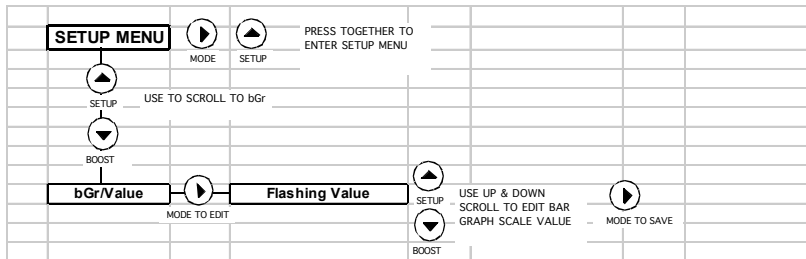 SETUP MENU
MODE
SETUP
PRESS TOGETHER TO
ENTER SETUP MENU
SETUP
USE TO SCROLL TO bGr
BOOST
bGr/Value
MODE TO EDIT
Flashing Value
SETUP
BOOST
USE UP & DOWN
SCROLL TO EDIT BAR
GRAPH SCALE VALUE
MODE TO SAVE